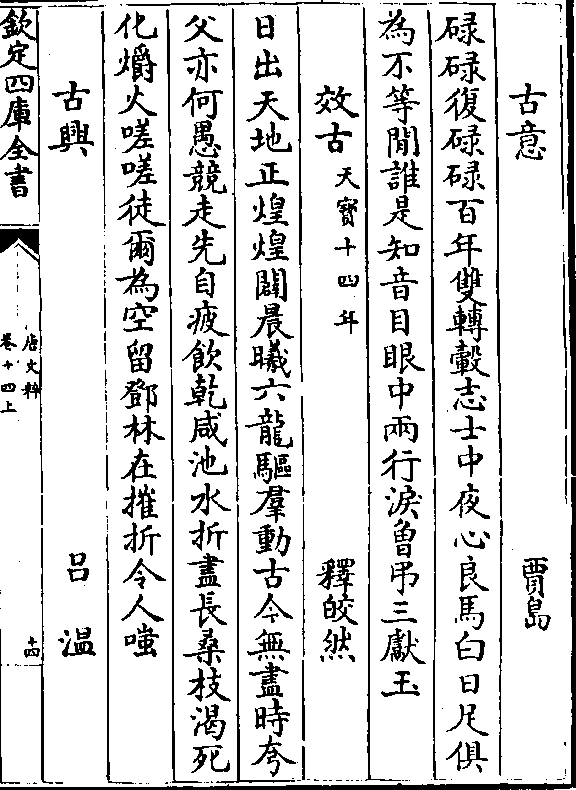 古意 賈島
碌碌復碌碌百年雙轉轂志士中夜心良馬白日足俱
為不等閒誰是知音目眼中兩行淚曾弔三獻玉
效古 天寳十四年 釋皎然
日出天地正煌煌闢晨曦六龍驅羣動古今無盡時夸
父亦何愚競走先自疲飲乾咸池水折盡長桑枝渴死
化爝火嗟嗟徒爾為空留鄧林在摧折令人嗤
古興 吕溫
欽定四庫全書
唐文粹
卷十四上
十四